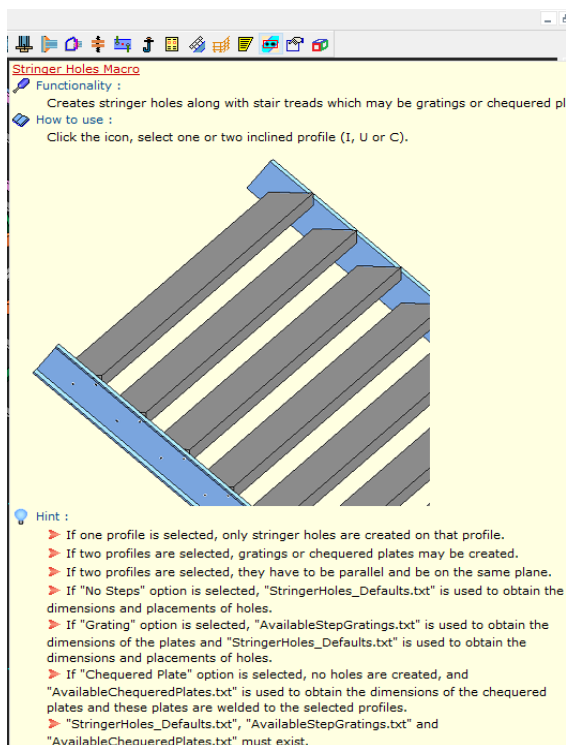 Stringer Holes Macro
Functionality :
Creates stringer holes along with stair treads which may be gratings or chequered pl
How to use :
Click the icon, select one or two inclined profile (I, U or C).
Hint :
If one profile is selected, only stringer holes are created on that profile.
If two profiles are selected, gratings or chequered plates may be created.
If two profiles are selected, they have to be parallel and be on the same plane.
If "No Steps" option is selected, "StringerHoles_Defaults.txt" is used to obtain the
dimensions and placements of holes.
If "Grating" option is selected, "AvailableStepGratings.txt" is used to obtain the
dimensions of the plates and "StringerHoles_Defaults.txt" is used to obtain the
dimensions and placements of holes.
If "Chequered Plate" option is selected, no holes are created, and
"AvailableChequeredPlates.txt" is used to obtain the dimensions of the chequered
plates and these plates are welded to the selected profiles.
"StringerHoles_Defaults.txt", "AvailableStepGratings.txt" and
"AvailableChequeredPlates.txt" must exist.